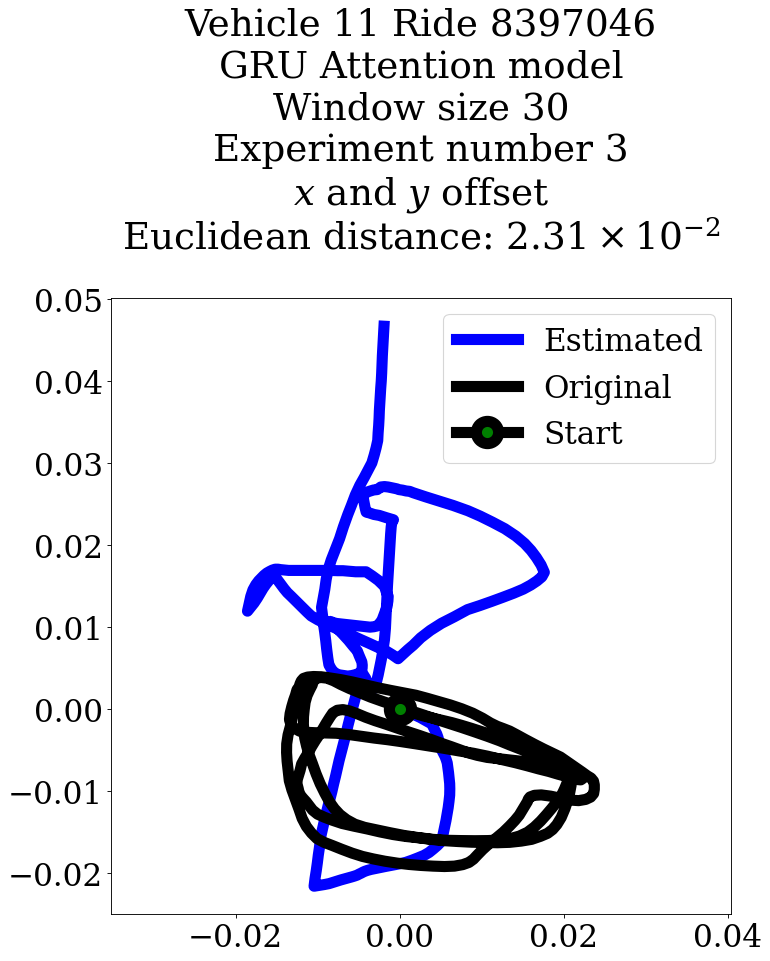 Vehicle 11 Ride 8397046
GRU Attention model
Window size 30
Experiment number 3
x and y offset
Euclidean distance: 2.31 × 10⁻²
0.05
0.04
0.03
0.02
0.01
0.00
−0.01
−0.02
Estimated
Original
Start
−0.02 0.00 0.02 0.04